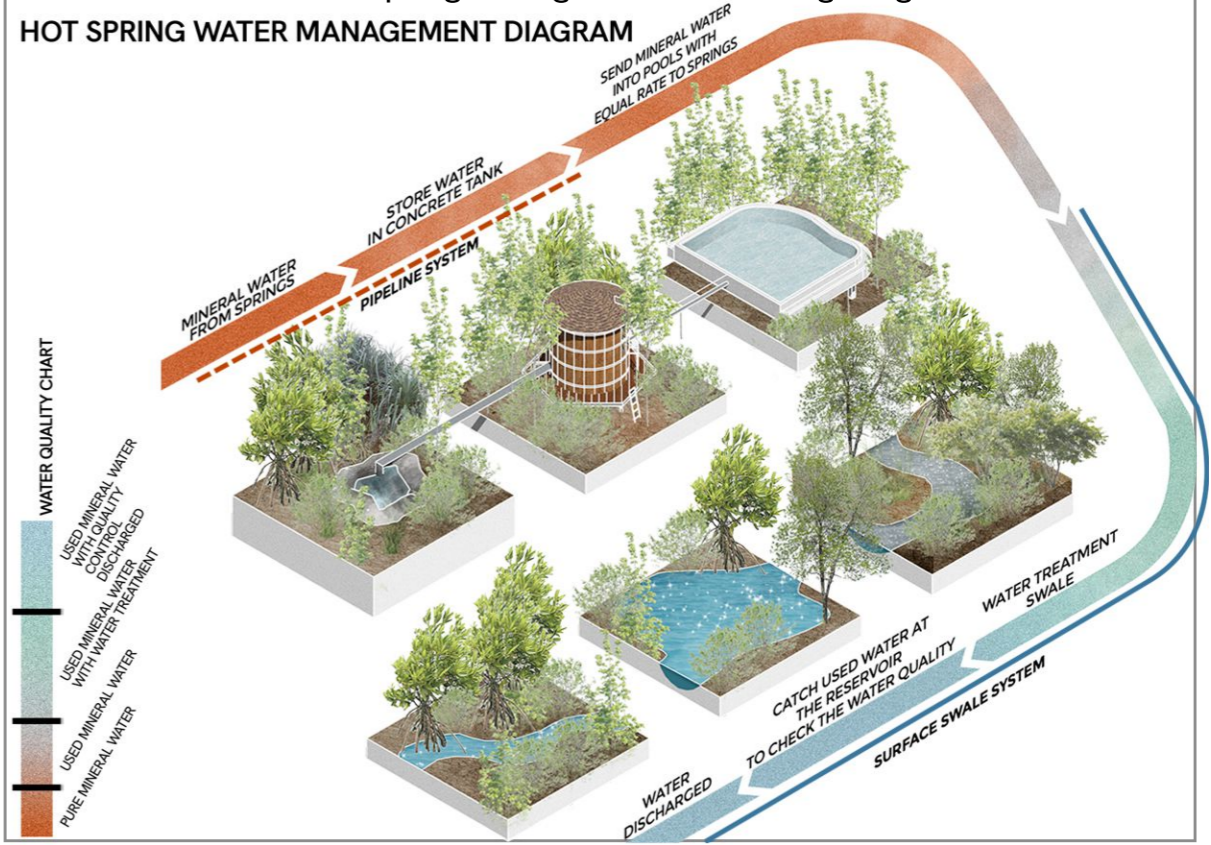 HOT SPRING WATER MANAGEMENT DIAGRAM
SEND MINERAL WATER
INTO POOLS WITH
EQUAL RATE TO SPRINGS
STORE WATER
IN CONCRETE TANK
MINERAL WATER
FROM SPRINGS
PIPELINE SYSTEM
WATER QUALITY CHART
USED MINERAL WATER
WITH QUALITY
CONTROL
DISCHARGED
USED MINERAL WATER
WITH WATER TREATMENT
USED MINERAL WATER
PURE MINERAL WATER
WATER TREATMENT
SWALE
CATCH USED WATER AT
THE RESERVOIR
TO CHECK THE WATER QUALITY
SURFACE SWALE SYSTEM
WATER
DISCHARGED